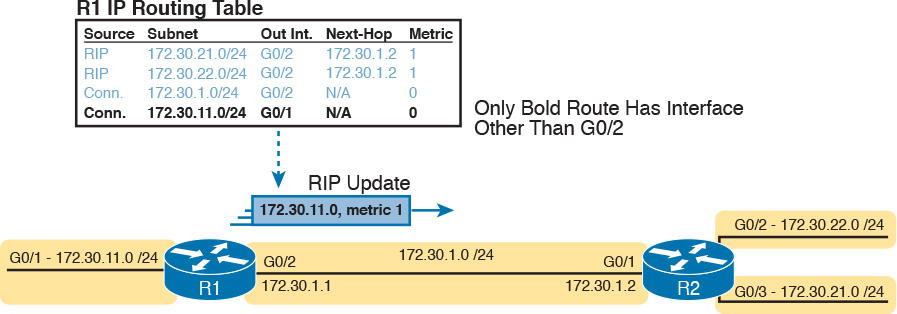 R1 IP Routing Table
Source Subnet Out Int. Next-Hop Metric
RIP 172.30.21.0/24 G0/2 172.30.1.2 1
RIP 172.30.22.0/24 G0/2 172.30.1.2 1
Conn. 172.30.1.0/24 G0/2 N/A 0
Conn. 172.30.11.0/24 G0/1 N/A 0
Only Bold Route Has Interface
Other Than G0/2
RIP Update
172.30.11.0, metric 1
G0/1 - 172.30.11.0 /24
R1
G0/2
172.30.1.1
172.30.1.0 /24
G0/1
172.30.1.2
R2
G0/2 - 172.30.22.0 /24
G0/3 - 172.30.21.0 /24